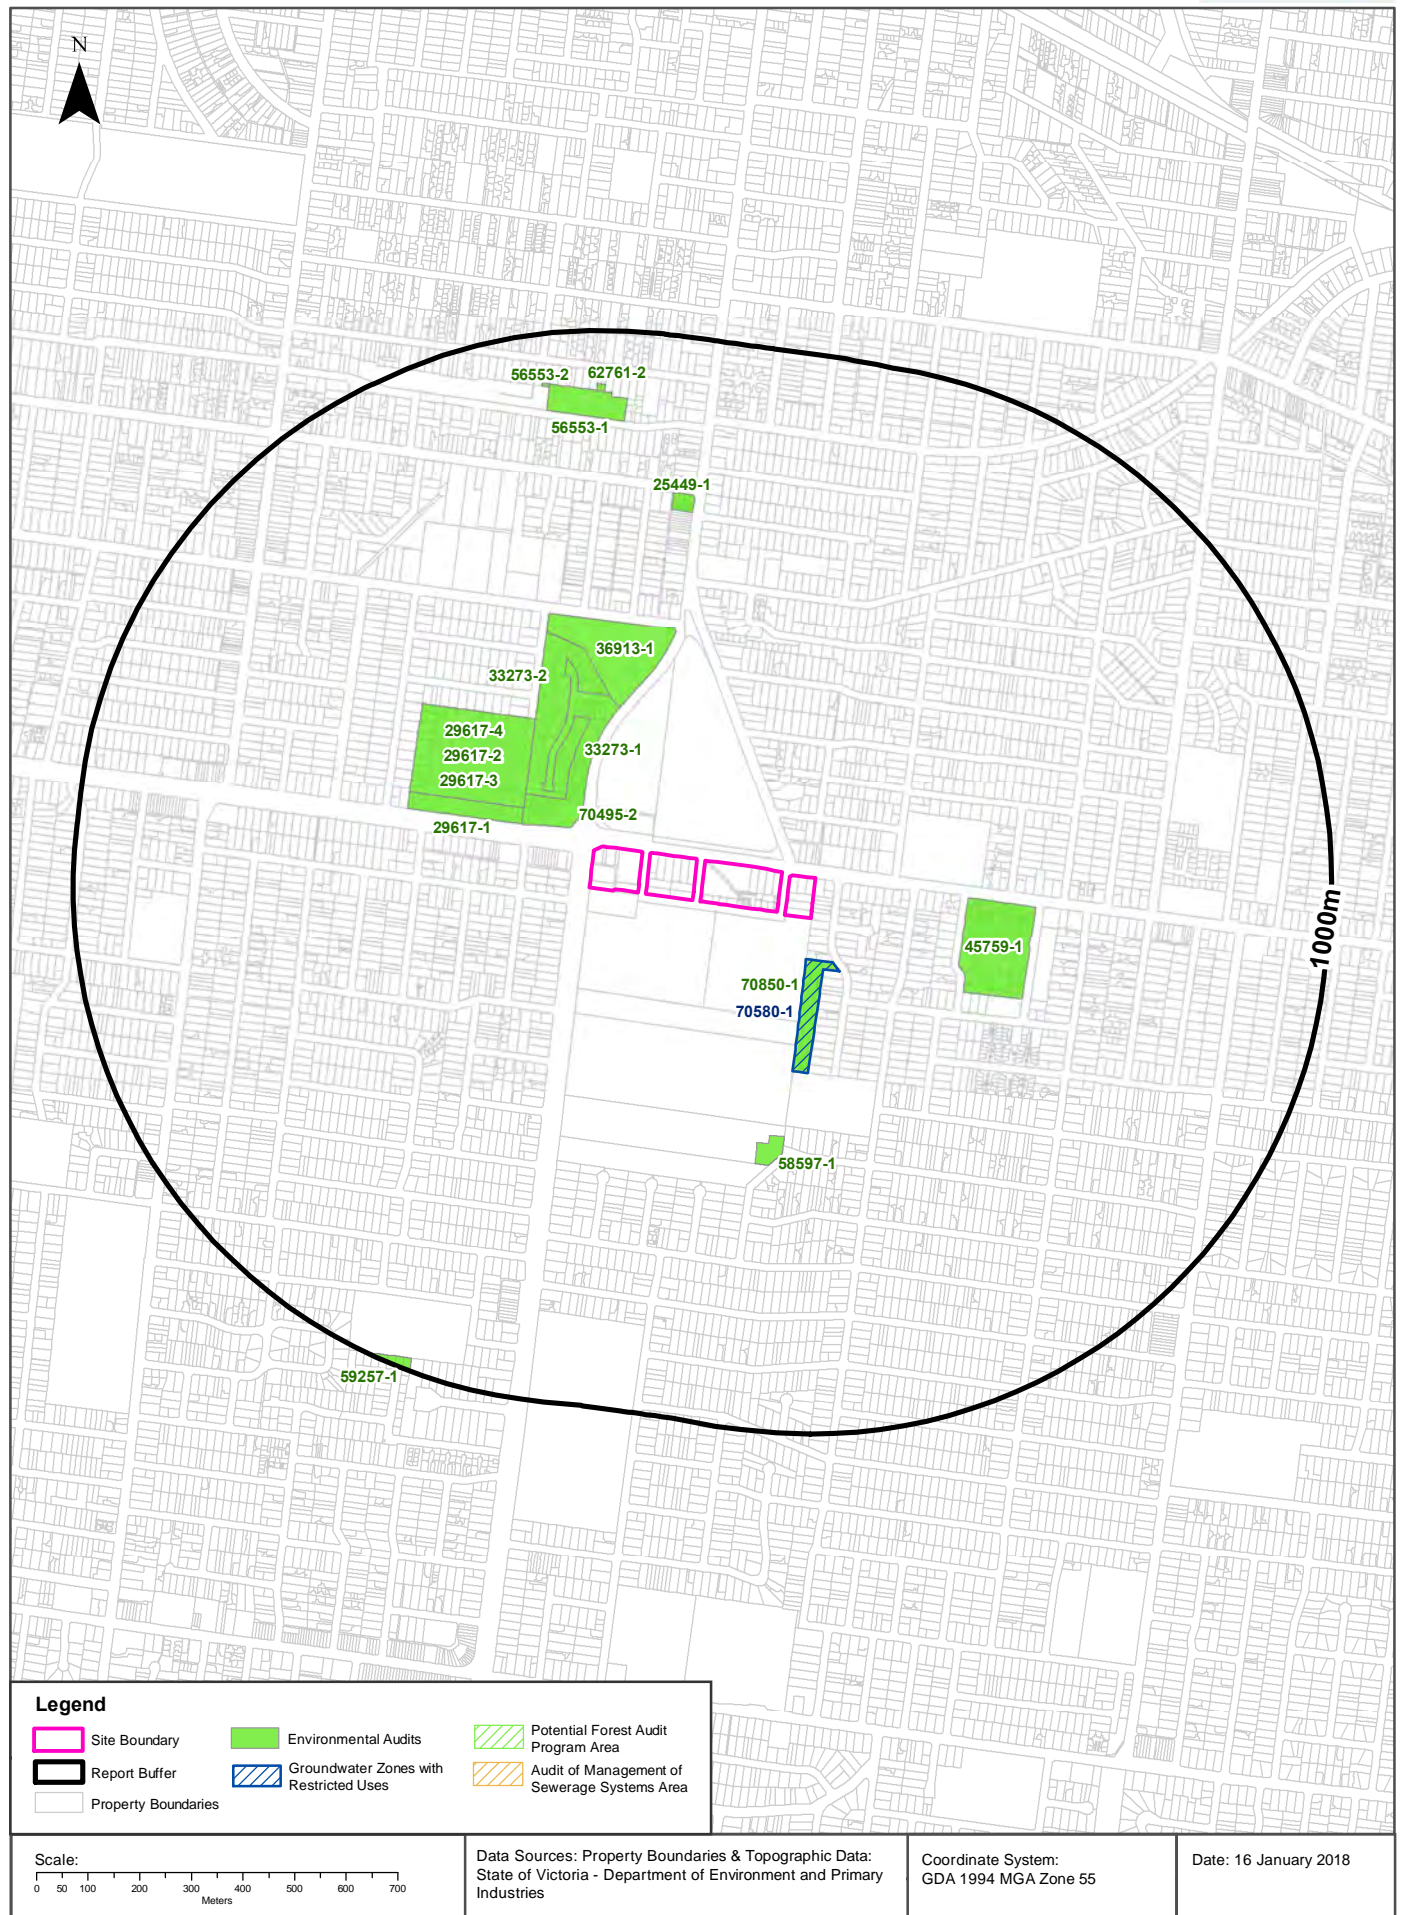 N
56553-2
62761-2
56553-1
25449-1
36913-1
33273-2
29617-4
33273-1
29617-2
29617-3
70495-2
29617-1
1000m
45759-1
70850-1
70580-1
58597-1
59257-1
Legend
Site Boundary
Report Buffer
Property Boundaries
Environmental Audits
Groundwater Zones with
Restricted Uses
Potential Forest Audit
Program Area
Audit of Management of
Sewerage Systems Area
Scale:
0 50 100 200 300 400 500 600 700
Meters
Data Sources: Property Boundaries & Topographic Data:
State of Victoria - Department of Environment and Primary
Industries
Coordinate System:
GDA 1994 MGA Zone 55
Date: 16 January 2018